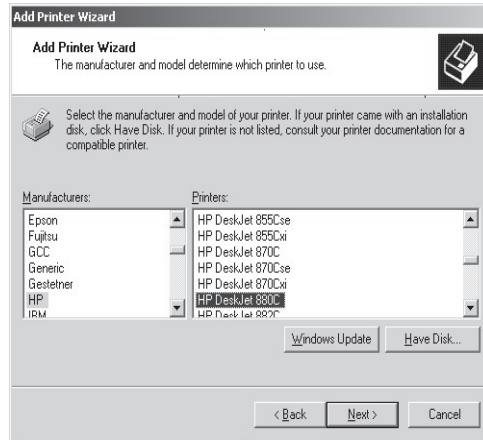 Add Printer Wizard
Add Printer Wizard
The manufacturer and model determine which printer to use.
Select the manufacturer and model of your printer. If your printer came with an installation
disk, click Have Disk. If your printer is not listed, consult your printer documentation for a
compatible printer.
Manufacturers:
Epson
Fujitsu
GCC
Generic
Gestetner
HP
IBM
Printers:
HP DeskJet 855Cse
HP DeskJet 855Cxi
HP DeskJet 870C
HP DeskJet 870Cse
HP DeskJet 870Cxi
HP DeskJet 880C
HP DeskJet 882C
Windows Update
Have Disk...
< Back
Next >
Cancel